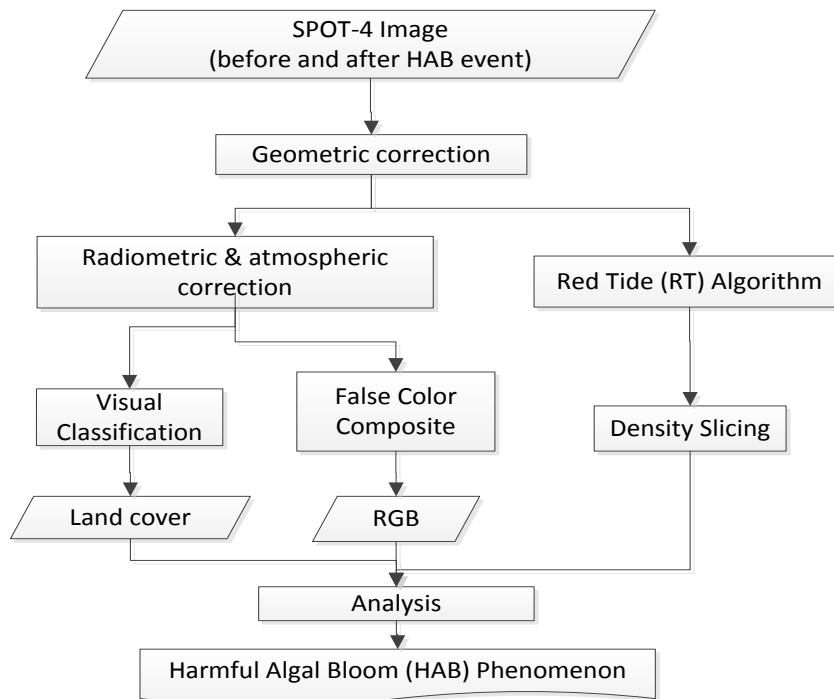 SPOT-4 Image
(before and after HAB event)
Geometric correction
Radiometric & atmospheric
correction
Red Tide (RT) Algorithm
Visual
Classification
False Color
Composite
Density Slicing
Land cover
RGB
Analysis
Harmful Algal Bloom (HAB) Phenomenon